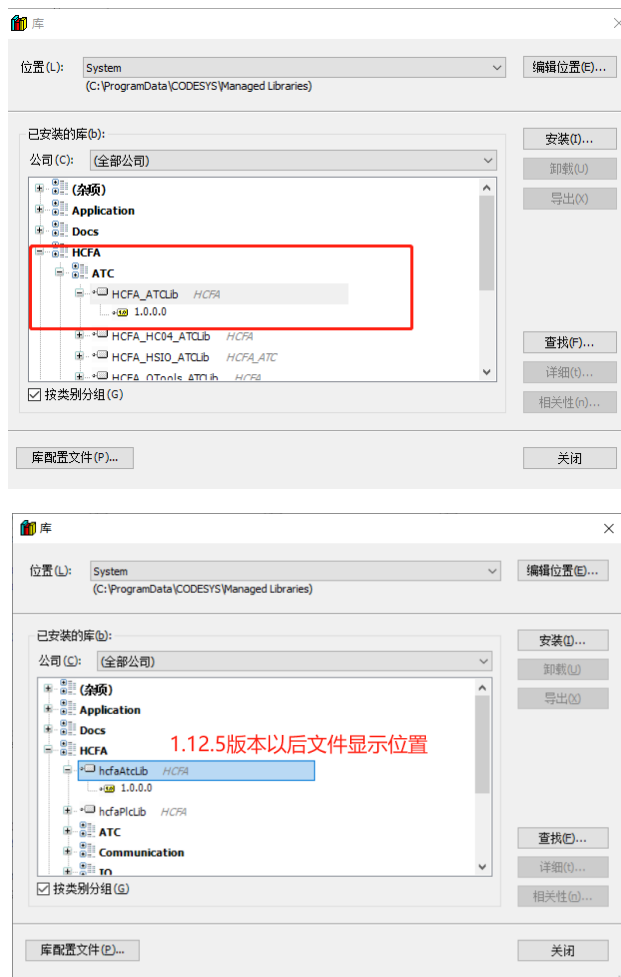 库
位置(L): System 编辑位置(E)...
(C:\ProgramData\CODESYS\Managed Libraries)
已安装的库(b): 安装(I)...
公司(C): (全部公司) 卸载(U)
(杂项) 导出(X)
Application
Docs
HCFA
ATC
HCFA_ATCLib HCFA
1.0.0.0
HCFA_HC04_ATCLib HCFA
查找(F)...
HCFA_HSIO_ATCLib HCFA_ATC
HCFA_QTools_ATCLib HCFA 详细(t)...
按类别分组(G) 相关性(n)...
库配置文件(P)... 关闭
库
位置(L): System 编辑位置(E)...
(C:\ProgramData\CODESYS\Managed Libraries)
已安装的库(b): 安装(I)...
公司(C): (全部公司) 卸载(U)
(杂项) 导出(X)
Application
Docs
1.12.5版本以后文件显示位置
HCFA
hcfaAtcLib HCFA
1.0.0.0
hcfaPlcLib HCFA
ATC 查找(F)...
Communication
IO 详细(t)...
按类别分组(G) 相关性(n)...
库配置文件(P)... 关闭